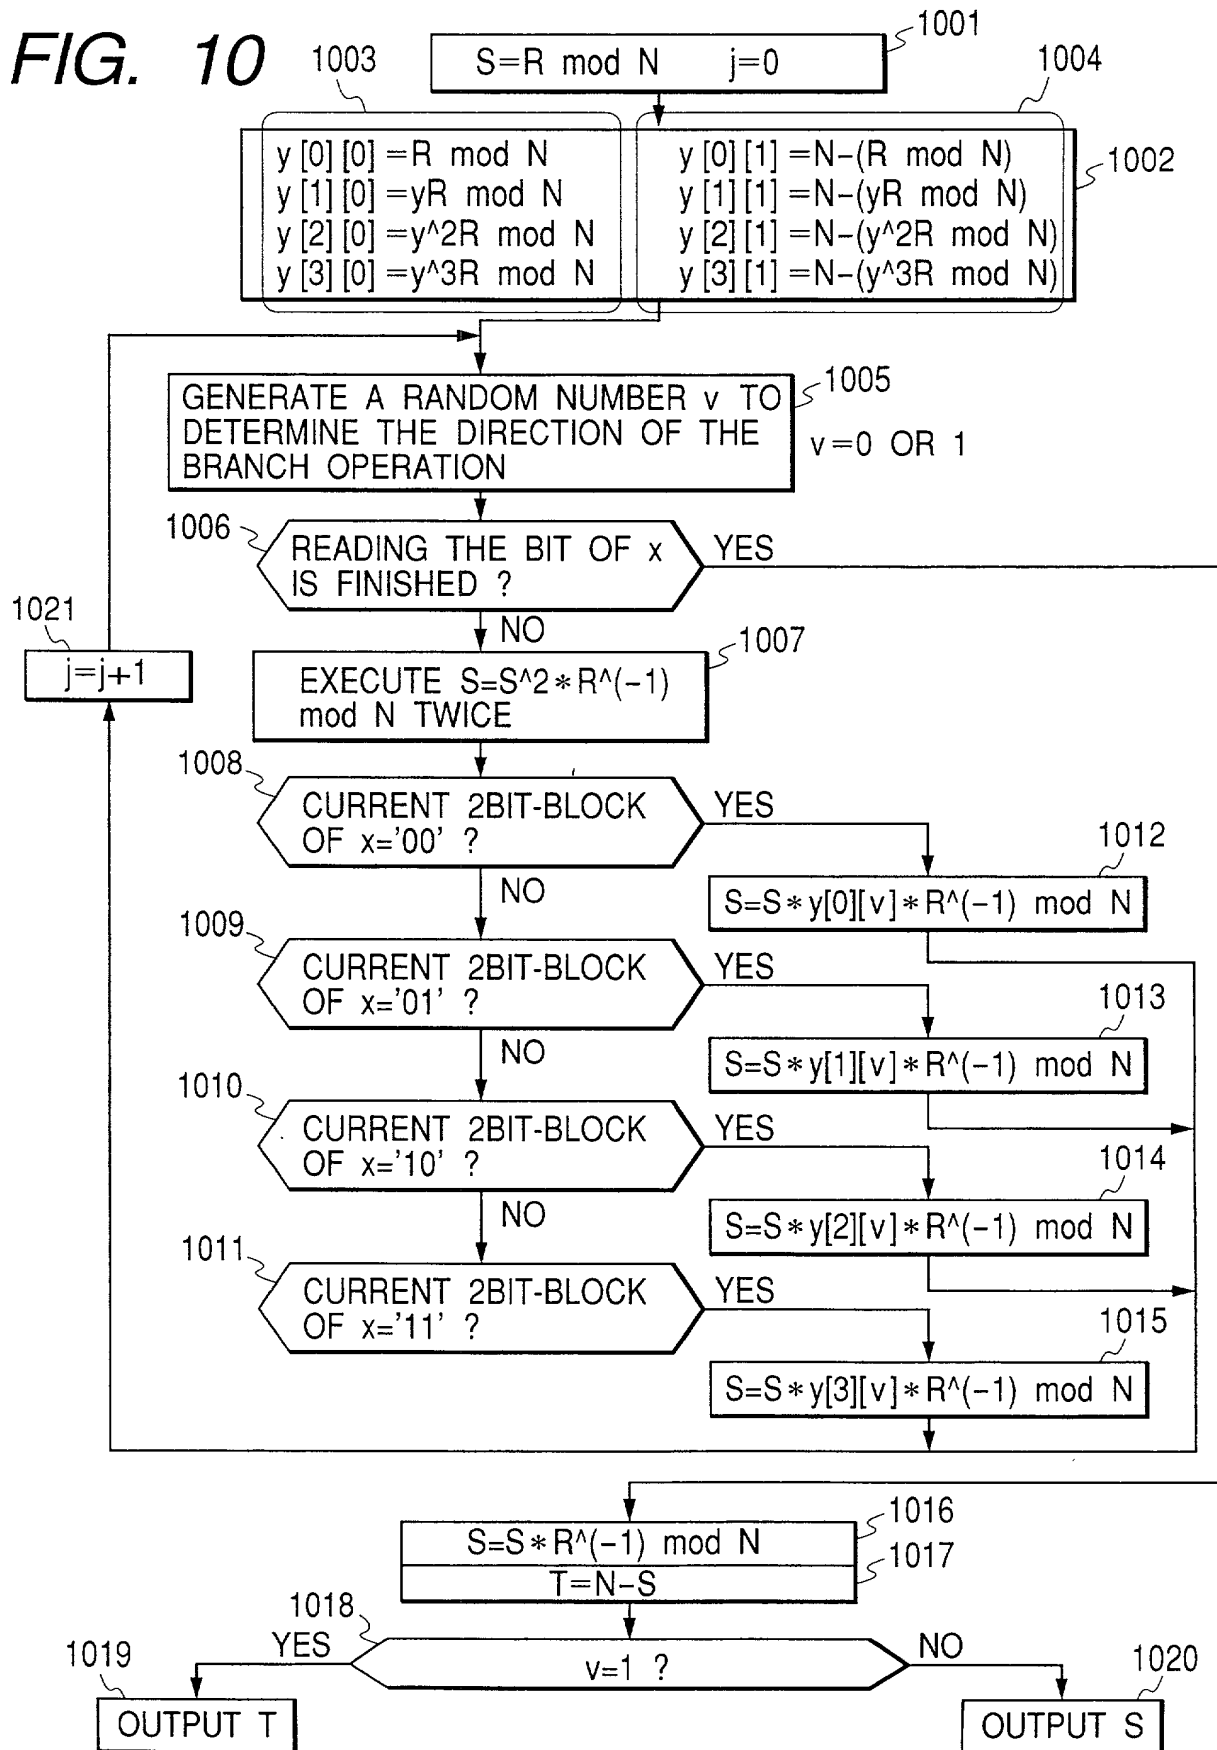 FIG. 10
1001
S=R mod N j=0
1003
1004
1002
y[0][0]=R mod N
y[1][0]=yR mod N
y[2][0]=y^2R mod N
y[3][0]=y^3R mod N
y[0][1]=N-(R mod N)
y[1][1]=N-(yR mod N)
y[2][1]=N-(y^2R mod N)
y[3][1]=N-(y^3R mod N)
1005
GENERATE A RANDOM NUMBER v TO
DETERMINE THE DIRECTION OF THE
BRANCH OPERATION
v=0 OR 1
1006
READING THE BIT OF x
IS FINISHED ?
YES
NO
1021
j=j+1
1007
EXECUTE S=S^2*R^(-1)
mod N TWICE
1008
CURRENT 2BIT-BLOCK
OF x='00' ?
YES
NO
1012
S=S*y[0][v]*R^(-1) mod N
1009
CURRENT 2BIT-BLOCK
OF x='01' ?
YES
NO
1013
S=S*y[1][v]*R^(-1) mod N
1010
CURRENT 2BIT-BLOCK
OF x='10' ?
YES
NO
1014
S=S*y[2][v]*R^(-1) mod N
1011
CURRENT 2BIT-BLOCK
OF x='11' ?
YES
1015
S=S*y[3][v]*R^(-1) mod N
1016
S=S*R^(-1) mod N
1017
T=N-S
1018
v=1 ?
YES
NO
1019
OUTPUT T
1020
OUTPUT S